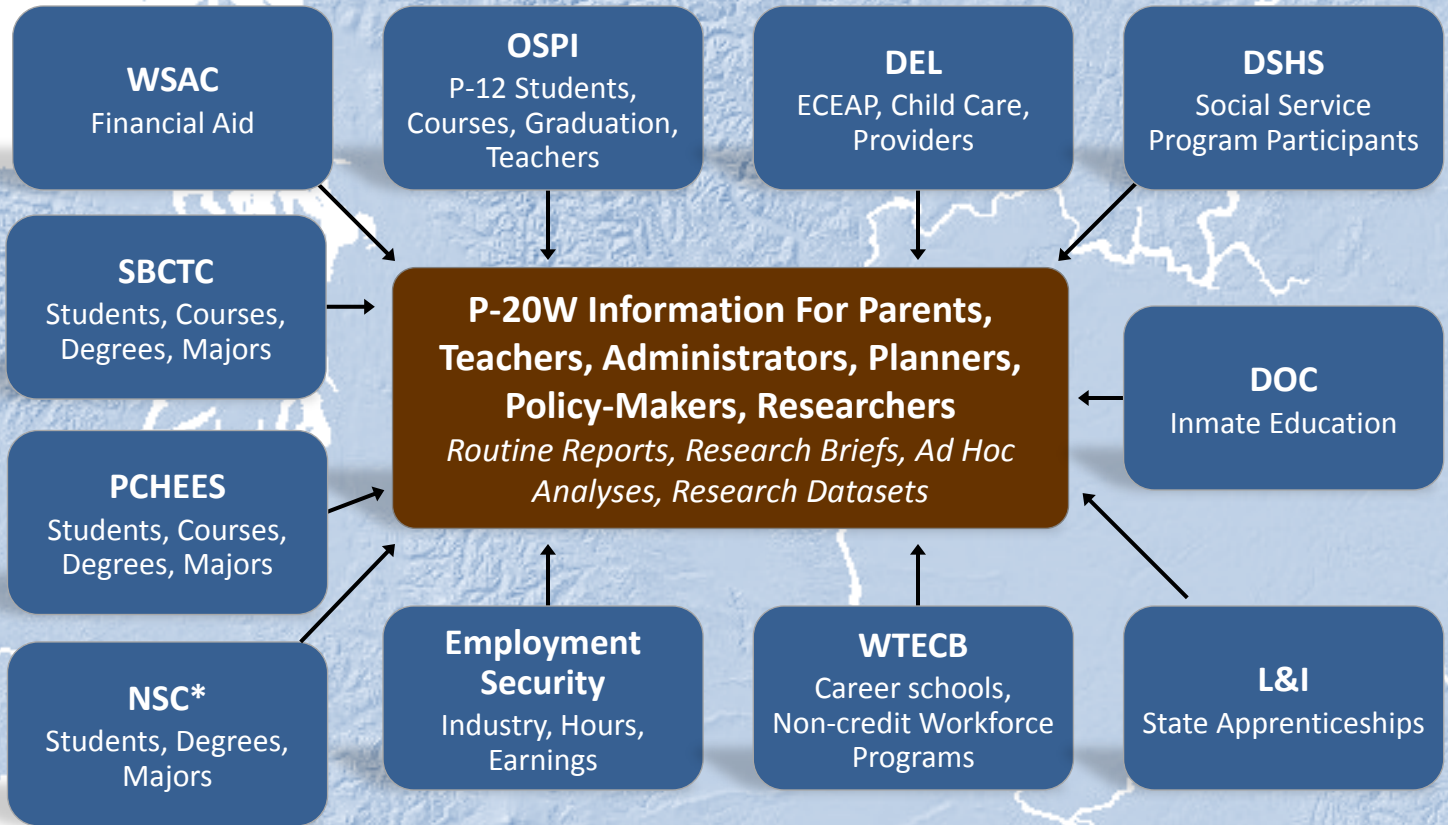 WSAC
Financial Aid
OSPI
P-12 Students,
Courses, Graduation,
Teachers
DEL
ECEAP, Child Care,
Providers
DSHS
Social Service
Program Participants
SBCTC
Students, Courses,
Degrees, Majors
P-20W Information For Parents,
Teachers, Administrators, Planners,
Policy-Makers, Researchers
Routine Reports, Research Briefs, Ad Hoc
Analyses, Research Datasets
DOC
Inmate Education
PCHEES
Students, Courses,
Degrees, Majors
NSC*
Students, Degrees,
Majors
Employment
Security
Industry, Hours,
Earnings
WTECB
Career schools,
Non-credit Workforce
Programs
L&I
State Apprenticeships